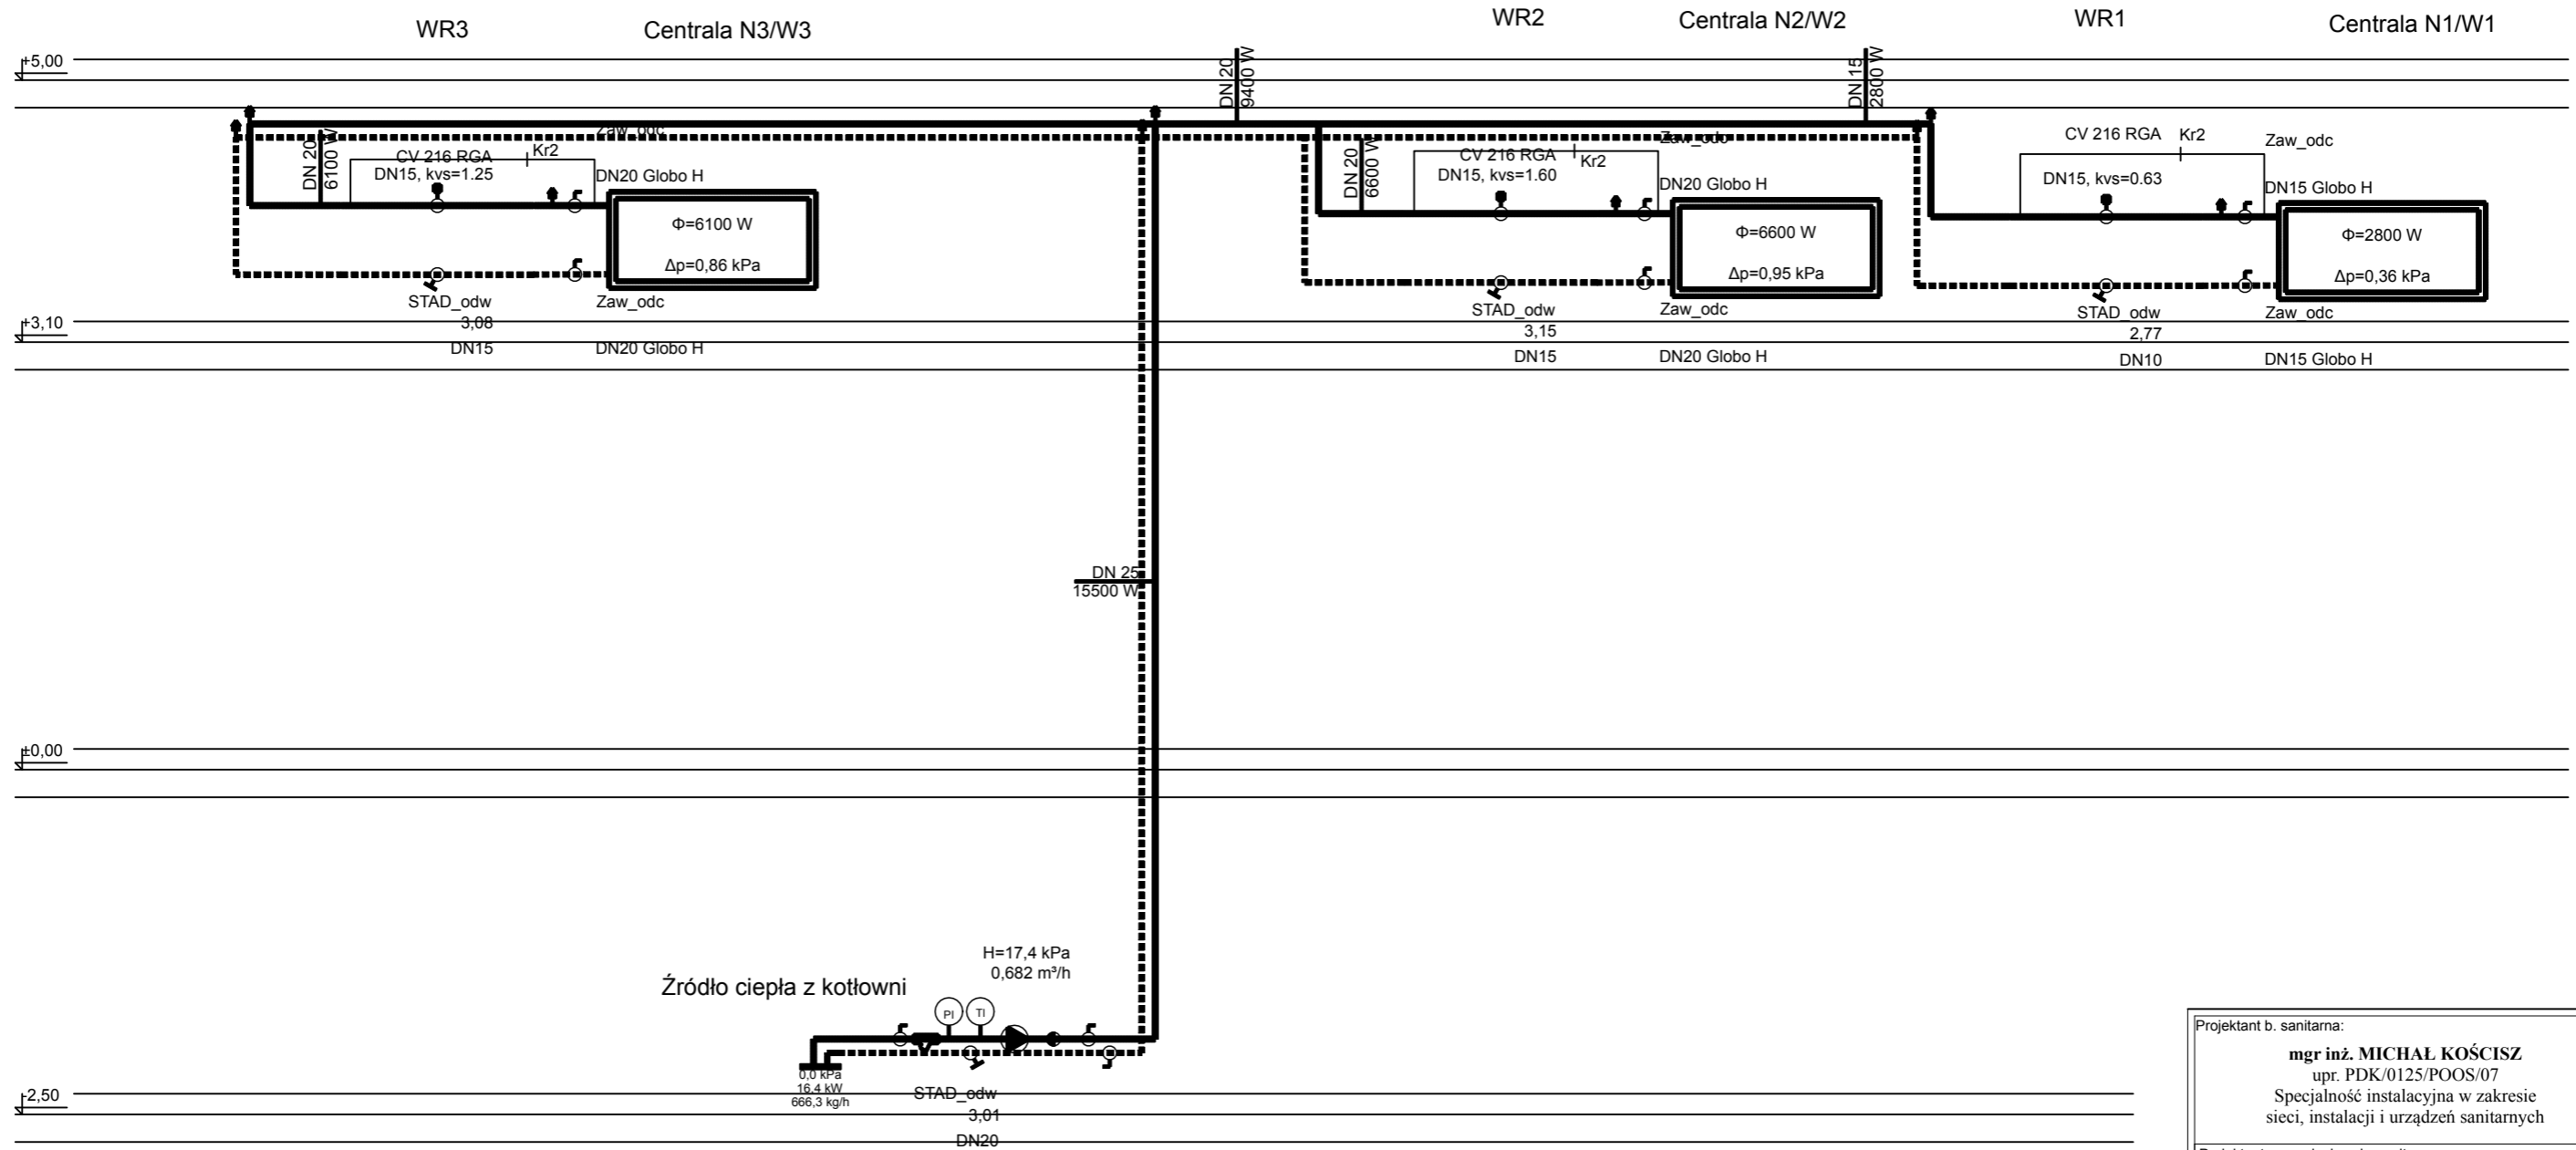 WR3
Centrala N3/W3
WR2
Centrala N2/W2
WR1
Centrala N1/W1
+5,00
DN 20
9400 W
DN 15
2800 W
Zaw_odc
DN 20
6100 W
CV 216 RGA
Kr2
DN15, kvs=1.25
DN20 Globo H
Φ=6100 W
Δp=0,86 kPa
STAD_odw
3,08
DN15
Zaw_odc
DN20 Globo H
Zaw_odc
DN 20
6600 W
CV 216 RGA
Kr2
DN15, kvs=1.60
DN20 Globo H
Φ=6600 W
Δp=0,95 kPa
STAD_odw
3,15
DN15
Zaw_odc
DN20 Globo H
CV 216 RGA
Kr2
Zaw_odc
DN15, kvs=0.63
DN15 Globo H
Φ=2800 W
Δp=0,36 kPa
STAD_odw
2,77
DN10
Zaw_odc
DN15 Globo H
+3,10
DN 25
15500 W
±0,00
H=17,4 kPa
0,682 m³/h
Źródło ciepła z kotłowni
PI
TI
0,0 kPa
16,4 kW
666,3 kg/h
STAD_odw
3,01
DN20
-2,50
Projektant b. sanitarna:
mgr inż. MICHAŁ KOŚCISZ
upr. PDK/0125/POOS/07
Specjalność instalacyjna w zakresie
sieci, instalacji i urządzeń sanitarnych